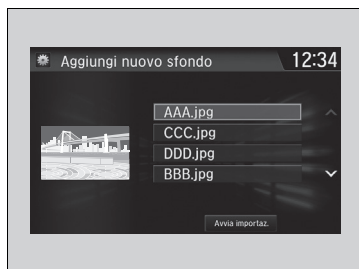 Aggiungi nuovo sfondo 12:34
AAA.jpg
CCC.jpg
DDD.jpg
BBB.jpg
Avvia importaz.